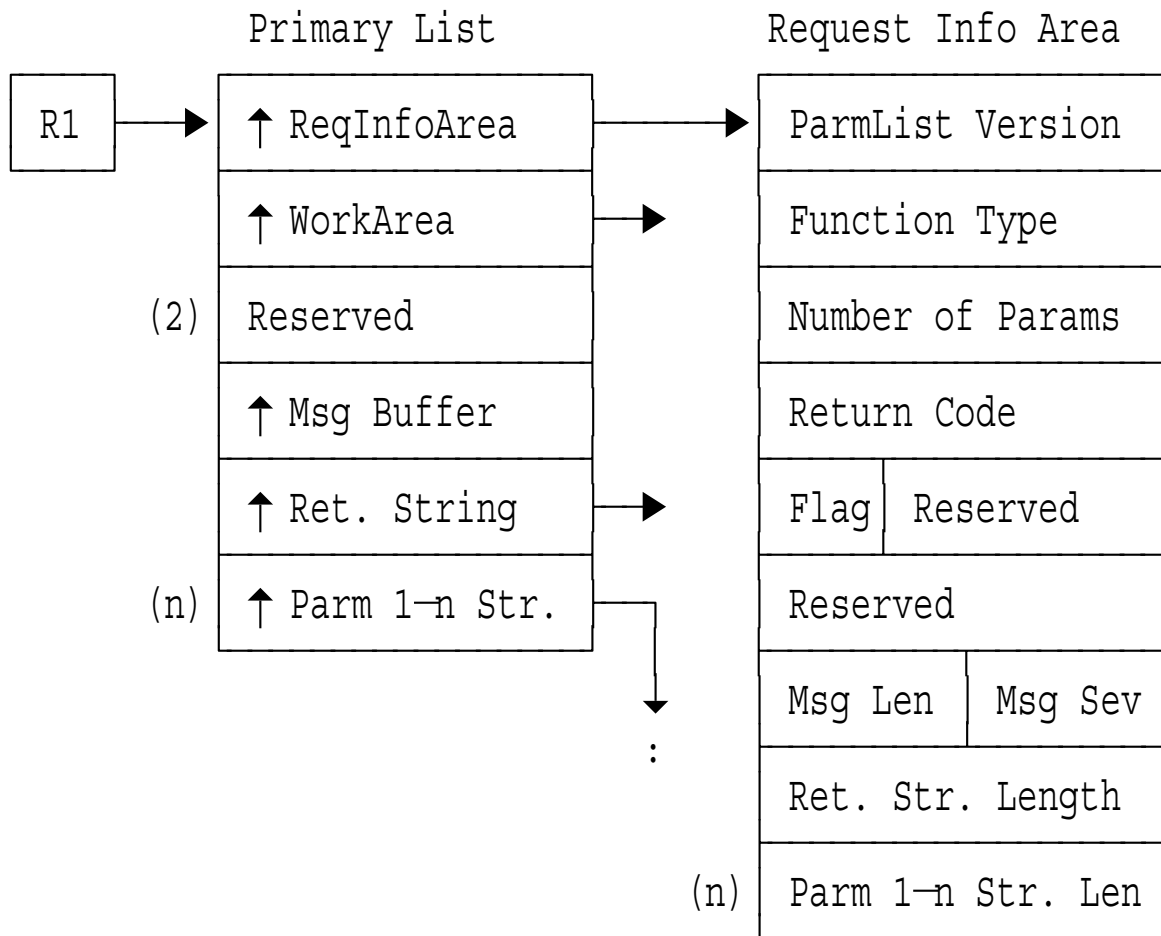 Primary List Request Info Area
R1 ↑ ReqInfoArea ParmList Version
↑ WorkArea Function Type
(2) Reserved Number of Params
↑ Msg Buffer Return Code
↑ Ret. String Flag Reserved
(n) ↑ Parm 1—n Str. Reserved
Msg Len Msg Sev
:
Ret. Str. Length
(n) Parm 1—n Str. Len